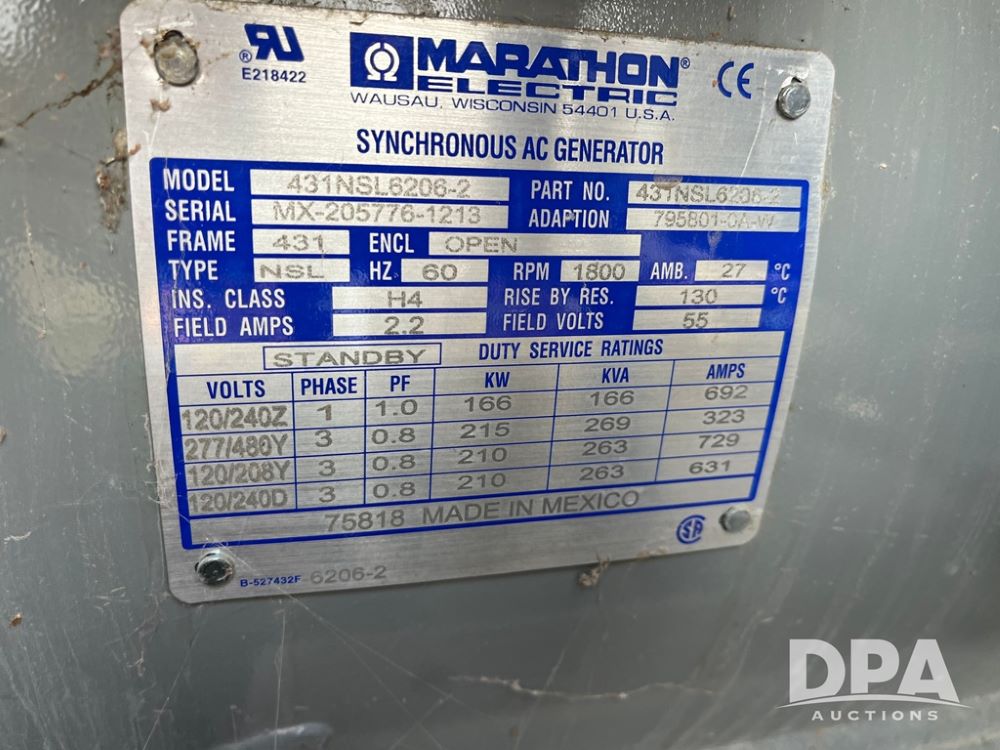 E218422
MARATHON®
ELECTRIC
WAUSAU, WISCONSIN 54401 U.S.A.
CE
SYNCHRONOUS AC GENERATOR
MODEL 431NSL6206-2 PART NO. 431NSL6206-2
SERIAL MX-205776-1213 ADAPTION 795801-0A-W
FRAME 431 ENCL OPEN
TYPE NSL HZ 60 RPM 1800 AMB. 27 °C
INS. CLASS H4 RISE BY RES. 130 °C
FIELD AMPS 2.2 FIELD VOLTS 55
STANDBY DUTY SERVICE RATINGS
VOLTS PHASE PF KW KVA AMPS
120/240Z 1 1.0 166 166 692
277/480Y 3 0.8 215 269 323
120/208Y 3 0.8 210 263 729
120/240D 3 0.8 210 263 631
75818 MADE IN MEXICO
B-527432F 6206-2
DPA
AUCTIONS